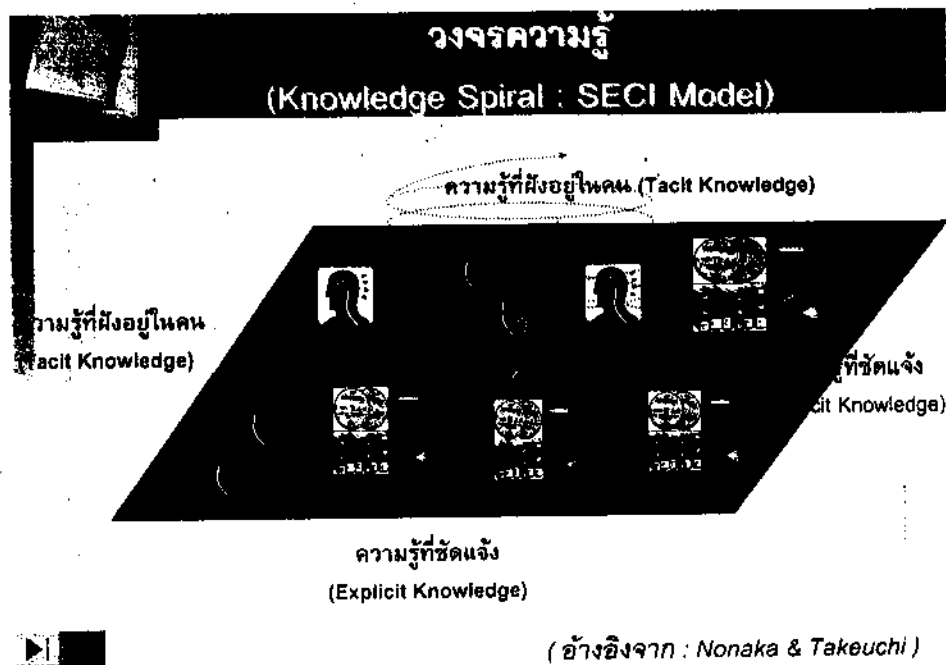 วงจรความรู้
(Knowledge Spiral : SECI Model)
ความรู้ที่ฝังอยู่ในคน (Tacit Knowledge)
วามรู้ที่ฝังอยู่ในคน
acit Knowledge)
รู้ที่ชัดแจ้ง
cit Knowledge)
ความรู้ที่ชัดแจ้ง
(Explicit Knowledge)
( อ้างอิงจาก : Nonaka & Takeuchi )